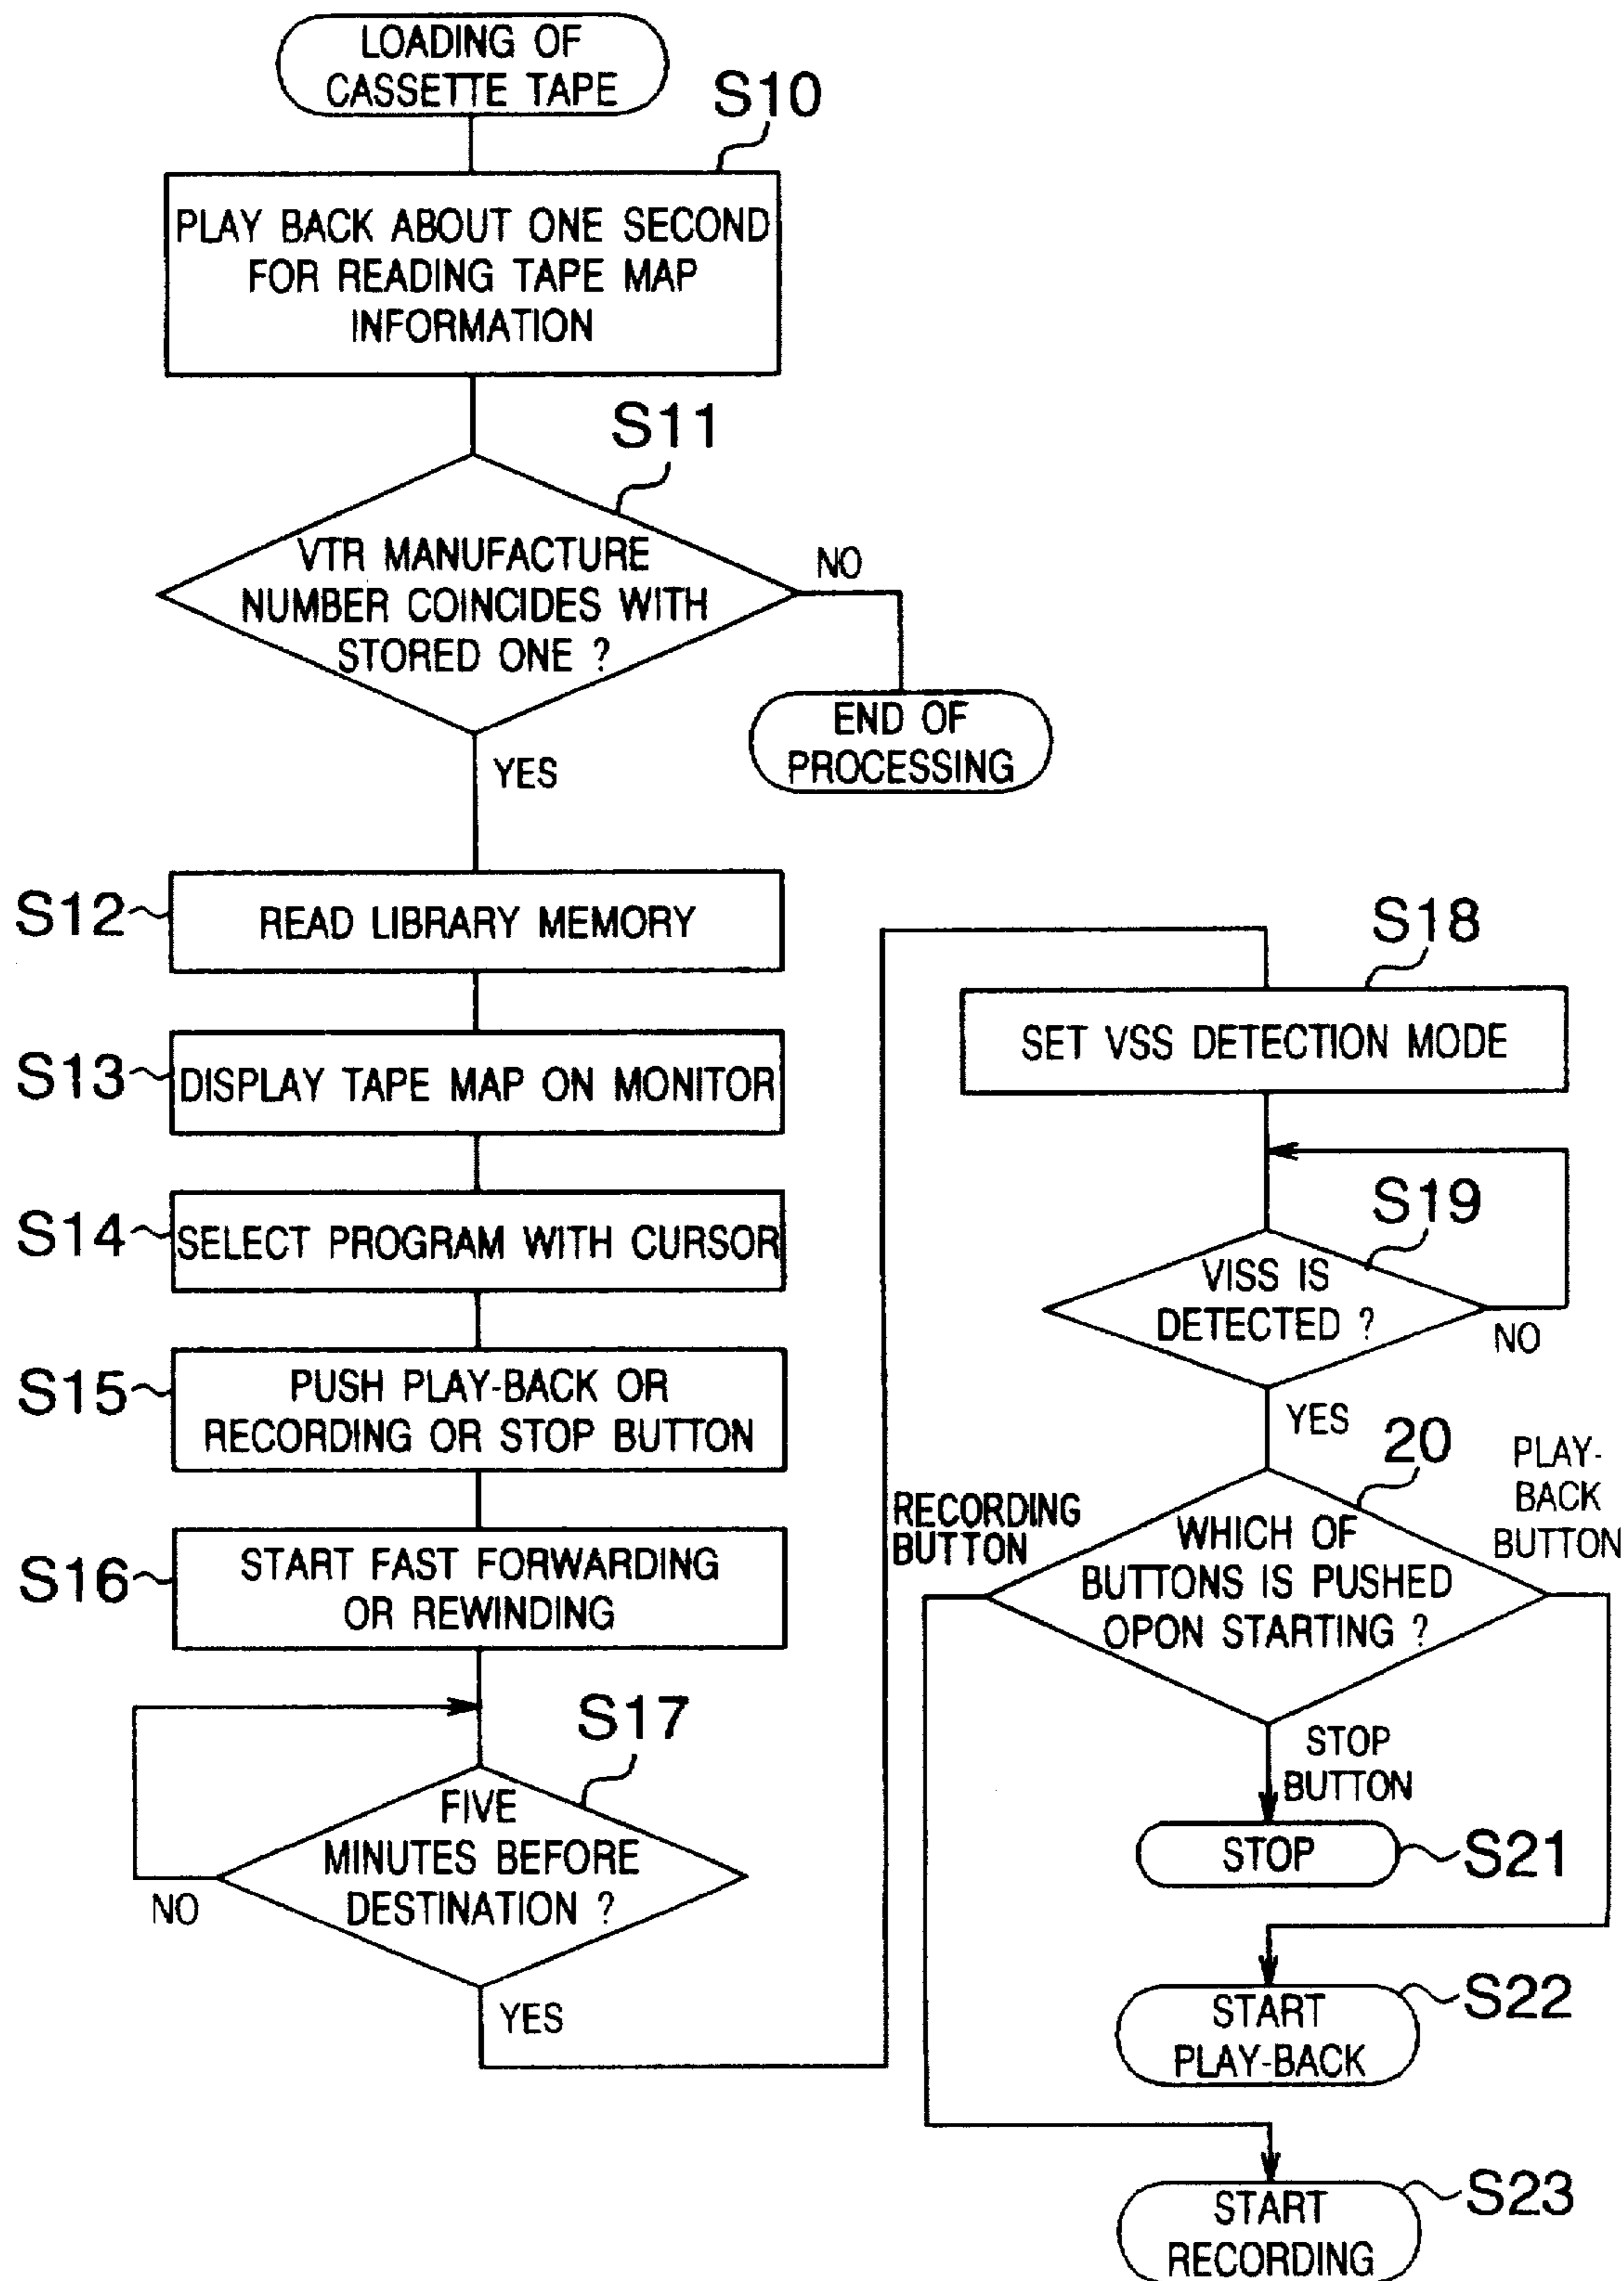 LOADING OF
CASSETTE TAPE
S10
PLAY BACK ABOUT ONE SECOND
FOR READING TAPE MAP
INFORMATION
S11
VTR MANUFACTURE
NUMBER COINCIDES WITH
STORED ONE ?
NO
END OF
PROCESSING
YES
S12
READ LIBRARY MEMORY
S13
DISPLAY TAPE MAP ON MONITOR
S14
SELECT PROGRAM WITH CURSOR
S15
PUSH PLAY-BACK OR
RECORDING OR STOP BUTTON
S16
START FAST FORWARDING
OR REWINDING
S17
FIVE
MINUTES BEFORE
DESTINATION ?
NO
YES
S18
SET VSS DETECTION MODE
S19
VISS IS
DETECTED ?
NO
YES
20
WHICH OF
BUTTONS IS PUSHED
OPON STARTING ?
RECORDING
BUTTON
PLAY-
BACK
BUTTON
STOP
BUTTON
STOP
S21
START
PLAY-BACK
S22
START
RECORDING
S23